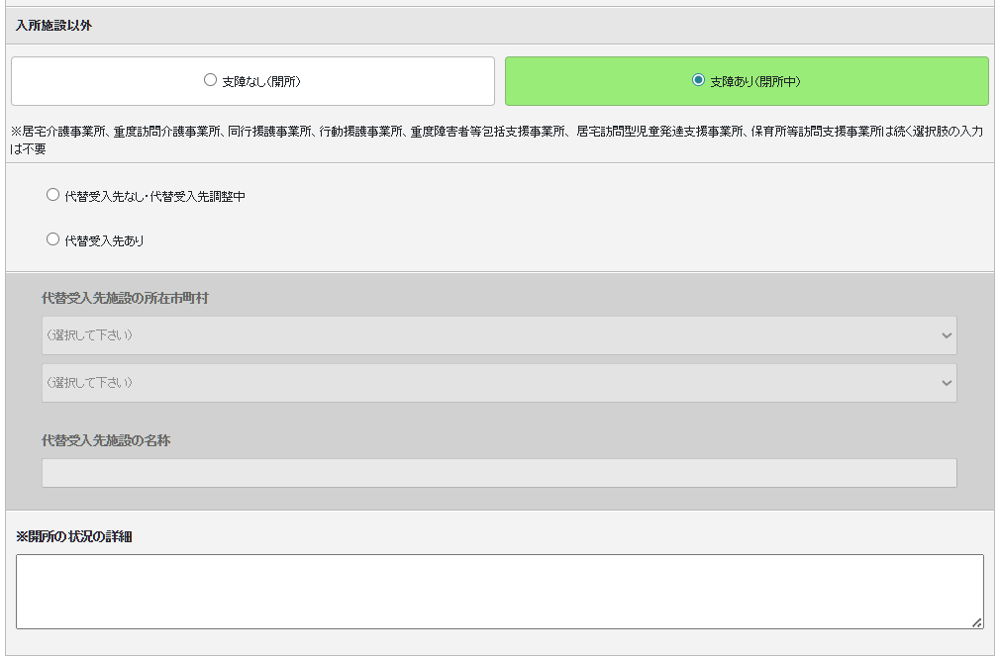 入所施設以外
支障なし(開所)
支障あり(閉所中)
※居宅介護事業所、重度訪問介護事業所、同行援護事業所、行動援護事業所、重度障害者等包括支援事業所、居宅訪問型児童発達支援事業所、保育所等訪問支援事業所は続く選択肢の入力
は不要
代替受入先なし・代替受入先調整中
代替受入先あり
代替受入先施設の所在市町村
(選択して下さい)
(選択して下さい)
代替受入先施設の名称
※開所の状況の詳細